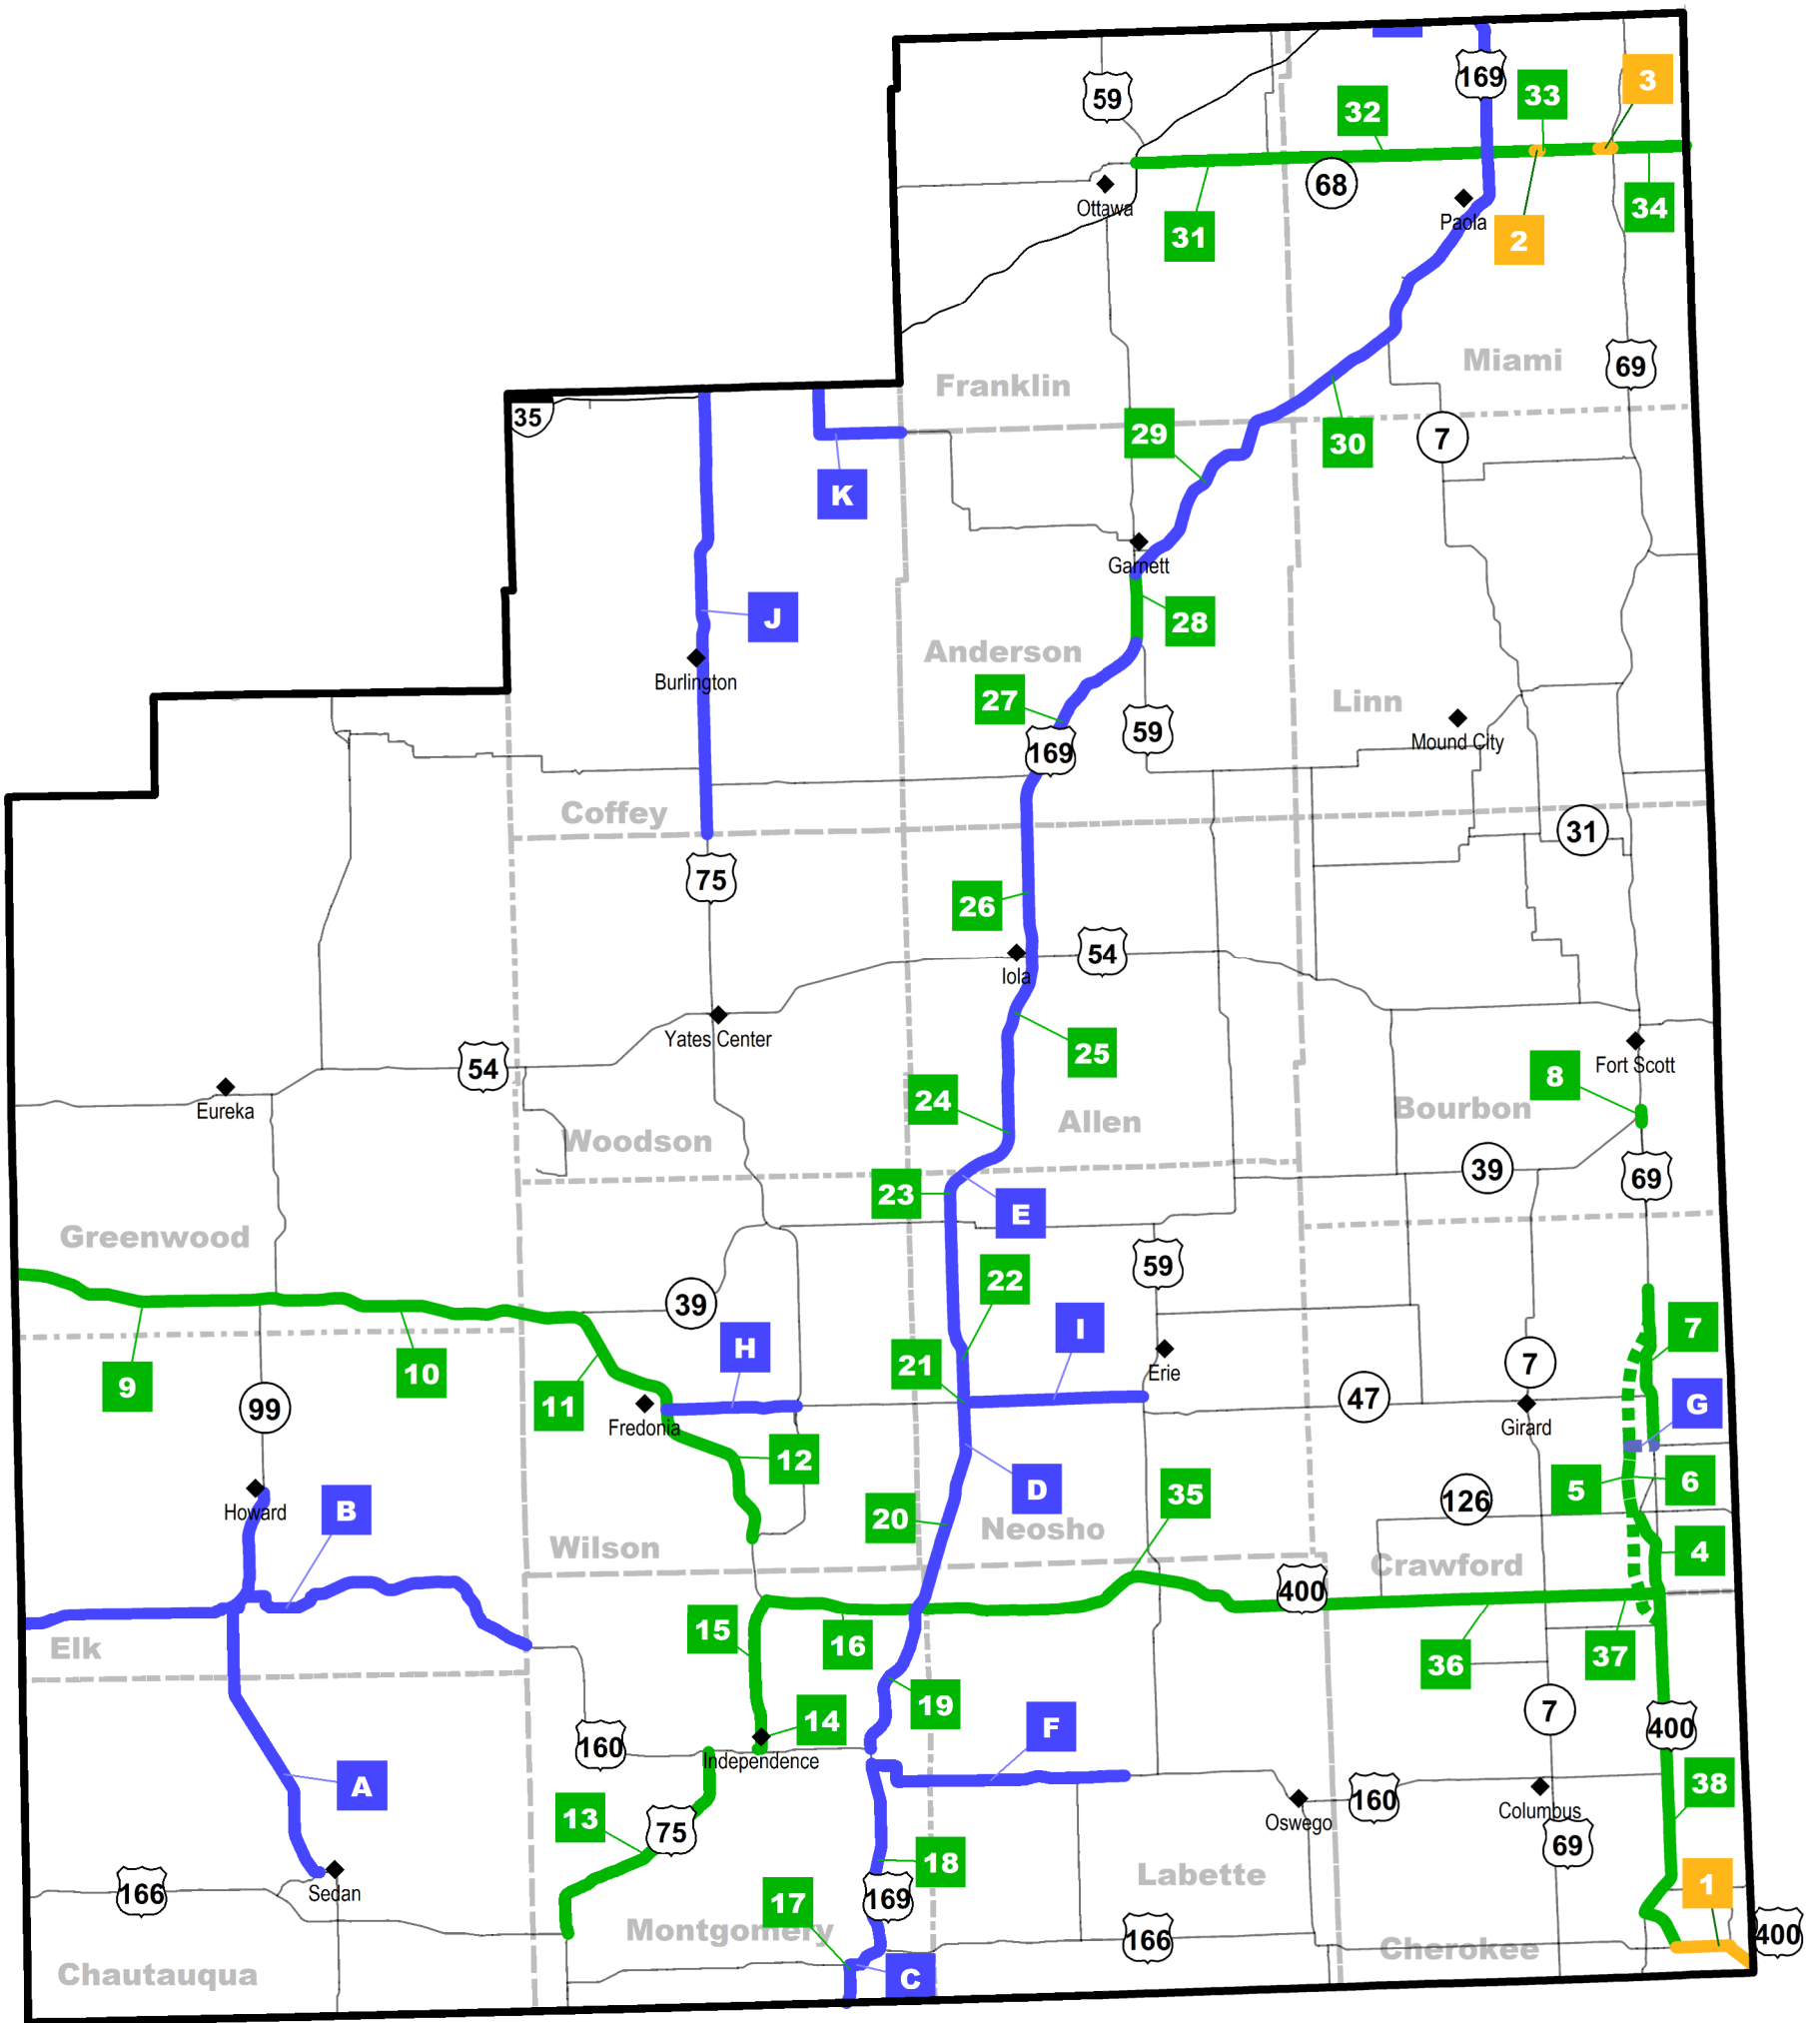 169
3
33
59
32
68
Ottawa
31
Paola
2
34
Miami
69
Franklin
35
29
7
30
K
Garnett
J
28
Anderson
Burlington
27
Linn
59
Mound City
169
Coffey
31
75
26
54
Iola
Yates Center
25
Fort Scott
54
8
Eureka
24
Bourbon
Allen
Woodson
39
69
23
E
Greenwood
59
22
39
7
I
H
21
7
Erie
9
10
47
G
11
99
Fredonia
Girard
12
5
6
D
35
126
B
Howard
20
Neosho
4
Wilson
Crawford
400
15
16
Elk
37
36
19
14
7
F
400
160
Independence
A
38
160
Columbus
Oswego
13
75
69
18
Labette
1
166
Sedan
169
17
Montgomery
166
400
Cherokee
Chautauqua
C